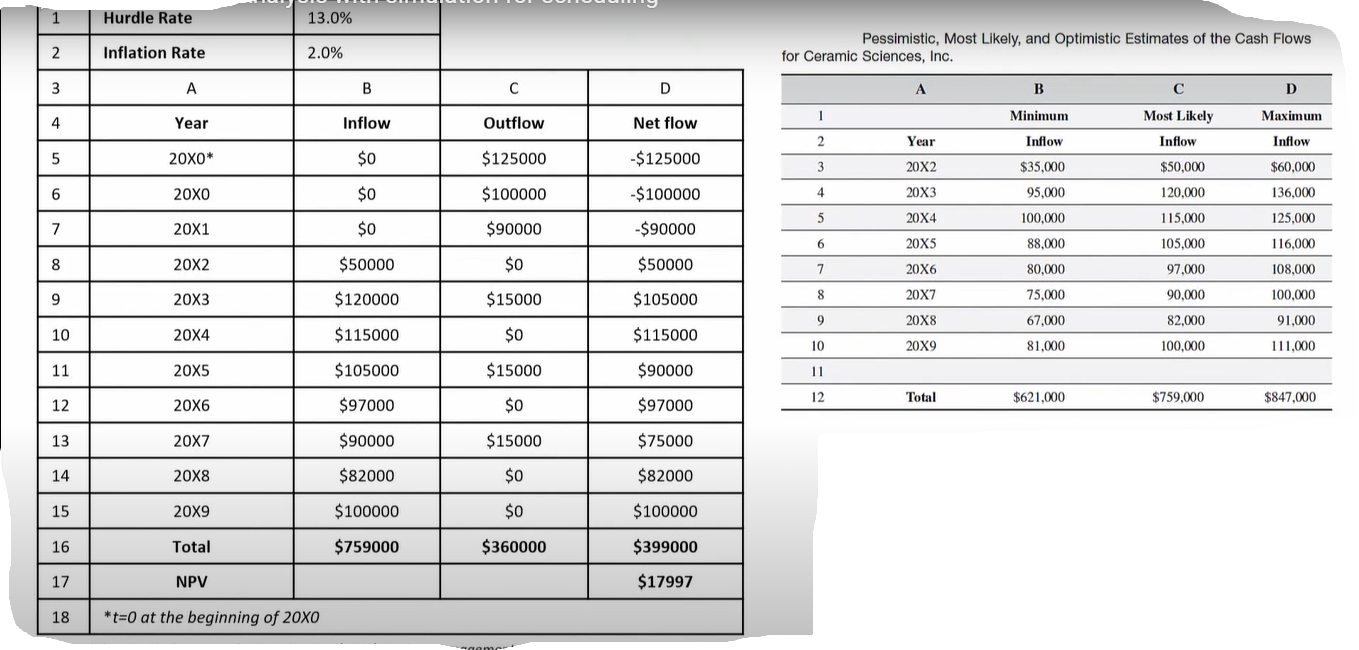 analysis with simulation for scheduling
1 Hurdle Rate 13.0%
2 Inflation Rate 2.0%
3 A B C D
4 Year Inflow Outflow Net flow
5 20X0* $0 $125000 -$125000
6 20X0 $0 $100000 -$100000
7 20X1 $0 $90000 -$90000
8 20X2 $50000 $0 $50000
9 20X3 $120000 $15000 $105000
10 20X4 $115000 $0 $115000
11 20X5 $105000 $15000 $90000
12 20X6 $97000 $0 $97000
13 20X7 $90000 $15000 $75000
14 20X8 $82000 $0 $82000
15 20X9 $100000 $0 $100000
16 Total $759000 $360000 $399000
17 NPV $17997
18 *t=0 at the beginning of 20X0
Pessimistic, Most Likely, and Optimistic Estimates of the Cash Flows
for Ceramic Sciences, Inc.
A B C D
1 Minimum Most Likely Maximum
2 Year Inflow Inflow Inflow
3 20X2 $35,000 $50,000 $60,000
4 20X3 95,000 120,000 136,000
5 20X4 100,000 115,000 125,000
6 20X5 88,000 105,000 116,000
7 20X6 80,000 97,000 108,000
8 20X7 75,000 90,000 100,000
9 20X8 67,000 82,000 91,000
10 20X9 81,000 100,000 111,000
11
12 Total $621,000 $759,000 $847,000